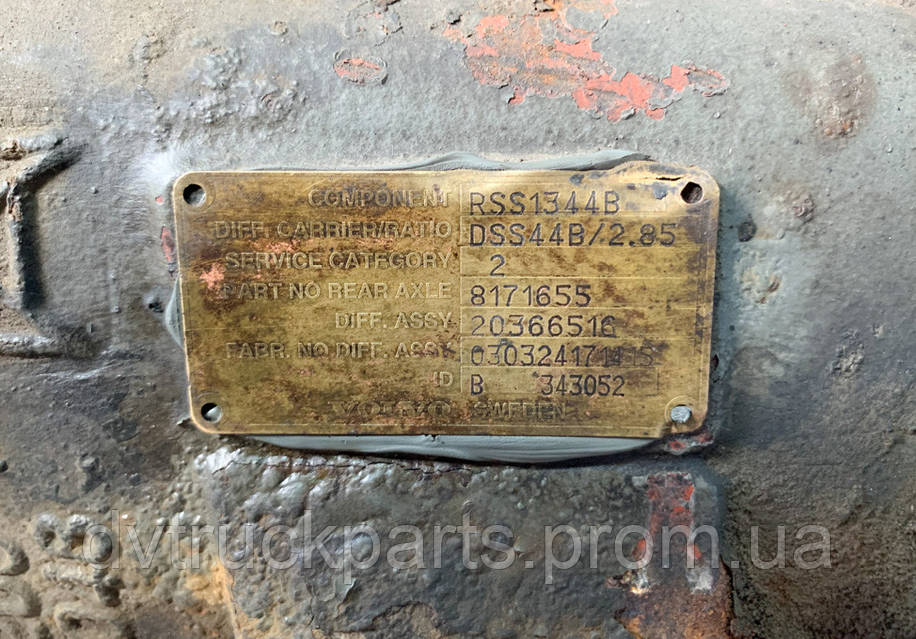 COMPONENT RSS1344B
DIFF. CARRIER/RATIO DSS44B/2.85
SERVICE CATEGORY 2
PART NO REAR AXLE 8171655
DIFF. ASSY. 20366516
FABR. NO DIFF. ASSY.
ID B 343052
VOLVO SWEDEN
dvtruckparts.prom.ua